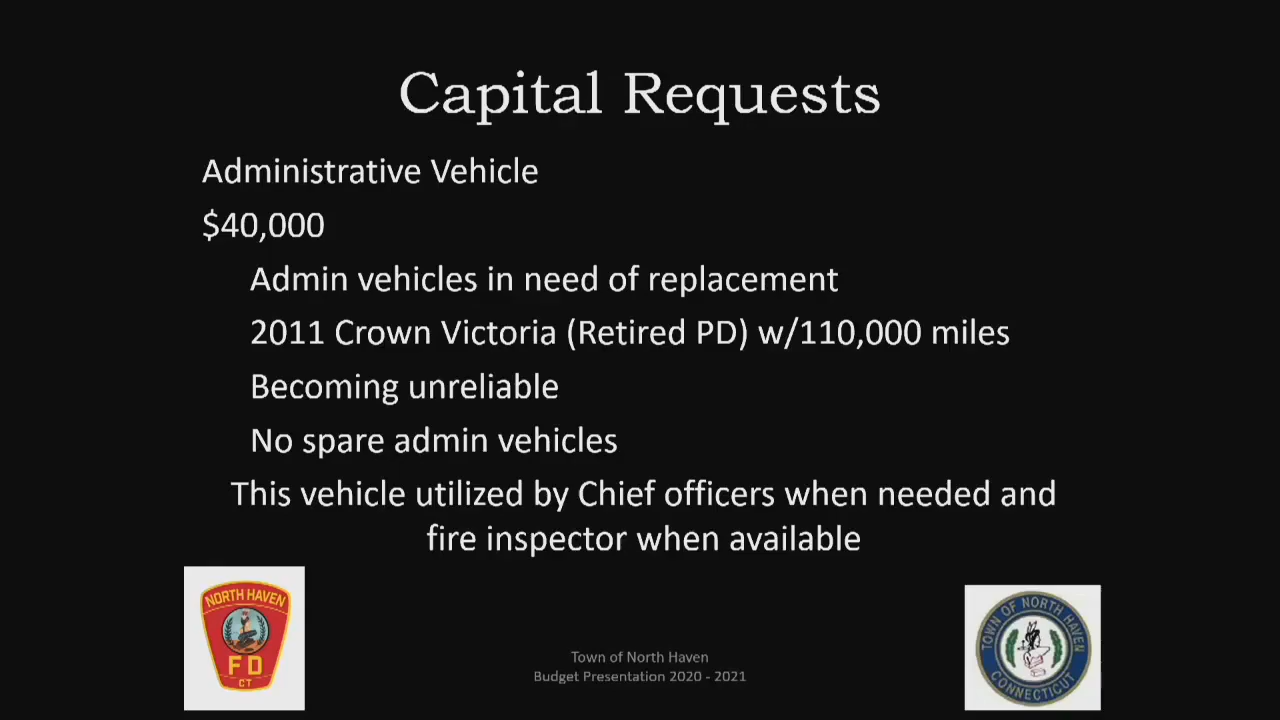 Capital Requests
Administrative Vehicle
$40,000
Admin vehicles in need of replacement
2011 Crown Victoria (Retired PD) w/110,000 miles
Becoming unreliable
No spare admin vehicles
This vehicle utilized by Chief officers when needed and
fire inspector when available
NORTH HAVEN
FD
CT
Town of North Haven
Budget Presentation 2020 - 2021
TOWN OF NORTH HAVEN
CONNECTICUT